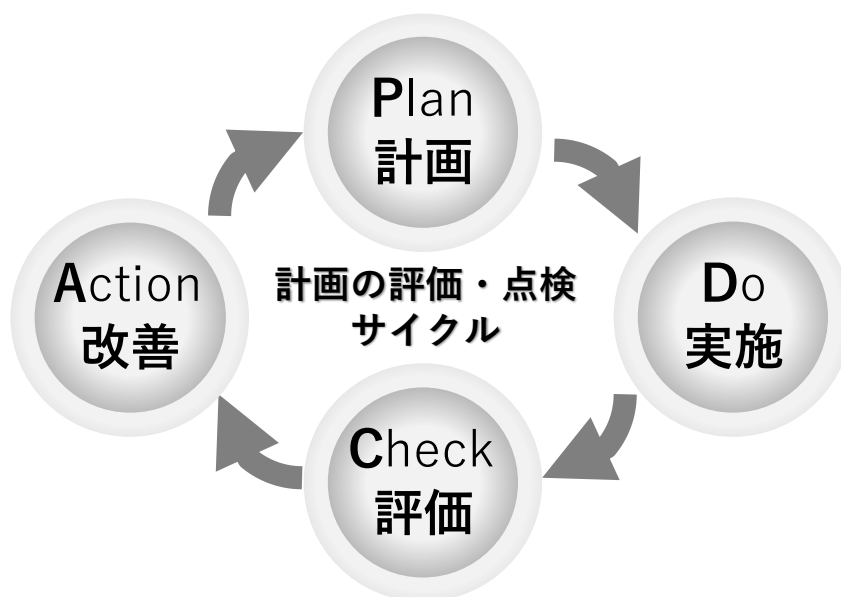 Plan
計画
Do
実施
Check
評価
Action
改善
計画の評価・点検
サイクル